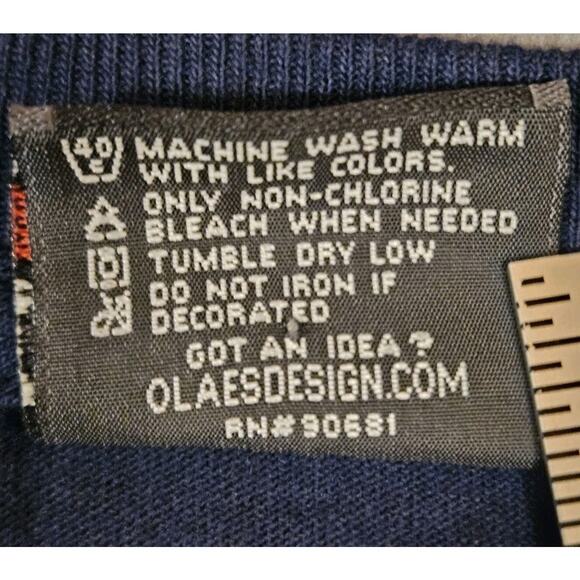 40
MACHINE WASH WARM
WITH LIKE COLORS.
ONLY NON-CHLORINE
BLEACH WHEN NEEDED
TUMBLE DRY LOW
DO NOT IRON IF
DECORATED
GOT AN IDEA?
OLAESDESIGN.COM
RN#90681